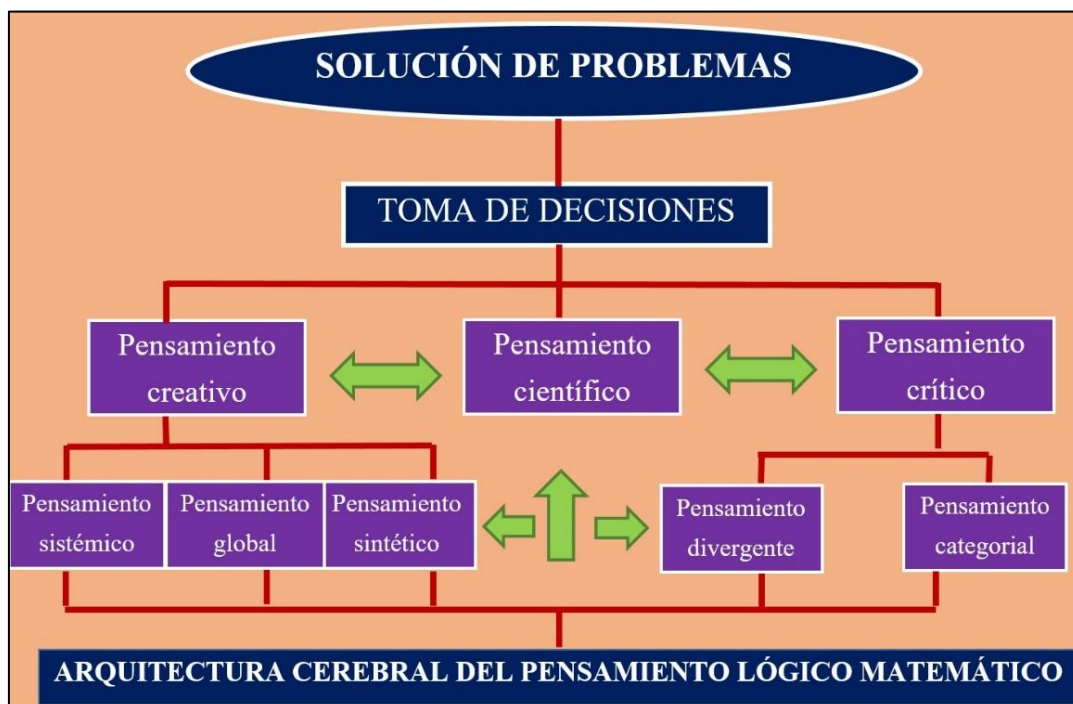 SOLUCIÓN DE PROBLEMAS
TOMA DE DECISIONES
Pensamiento
creativo
Pensamiento
científico
Pensamiento
crítico
Pensamiento
sistémico
Pensamiento
global
Pensamiento
sintético
Pensamiento
divergente
Pensamiento
categorial
ARQUITECTURA CEREBRAL DEL PENSAMIENTO LÓGICO MATEMÁTICO